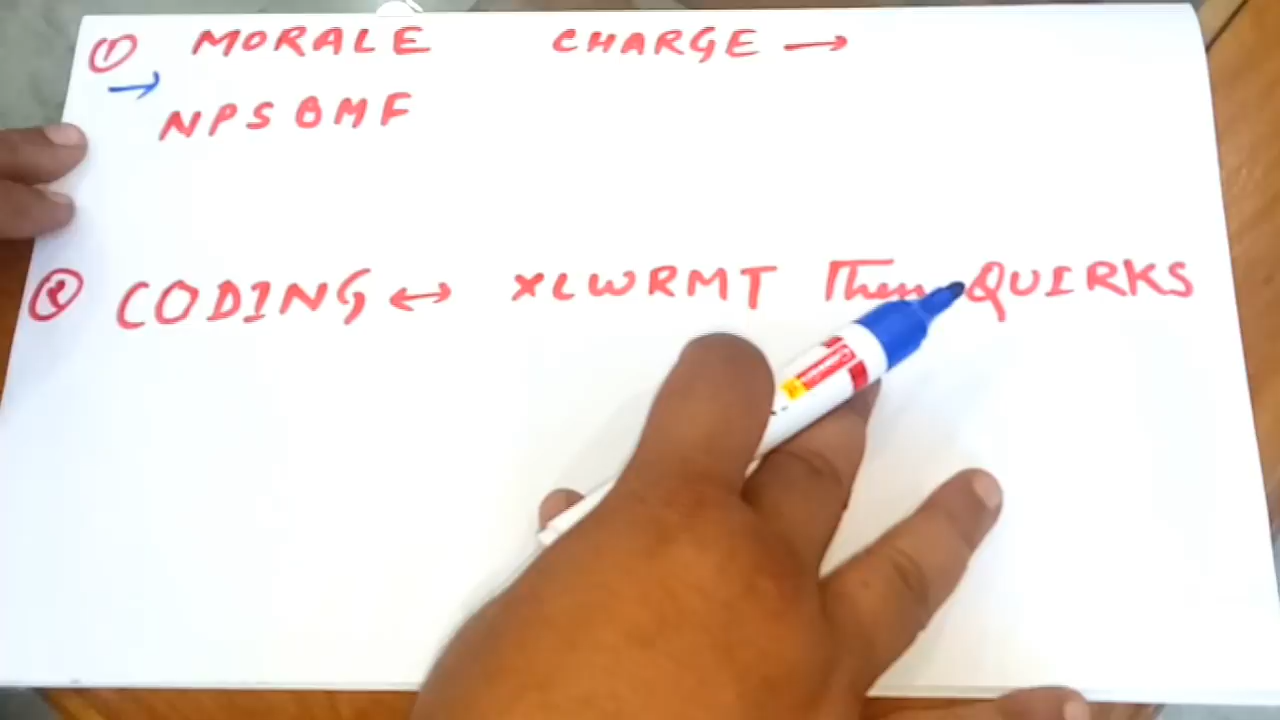 ① MORALE CHARGE →
→ NPSBMF
② CODING ↔ XLWRMT Then QUIRKS